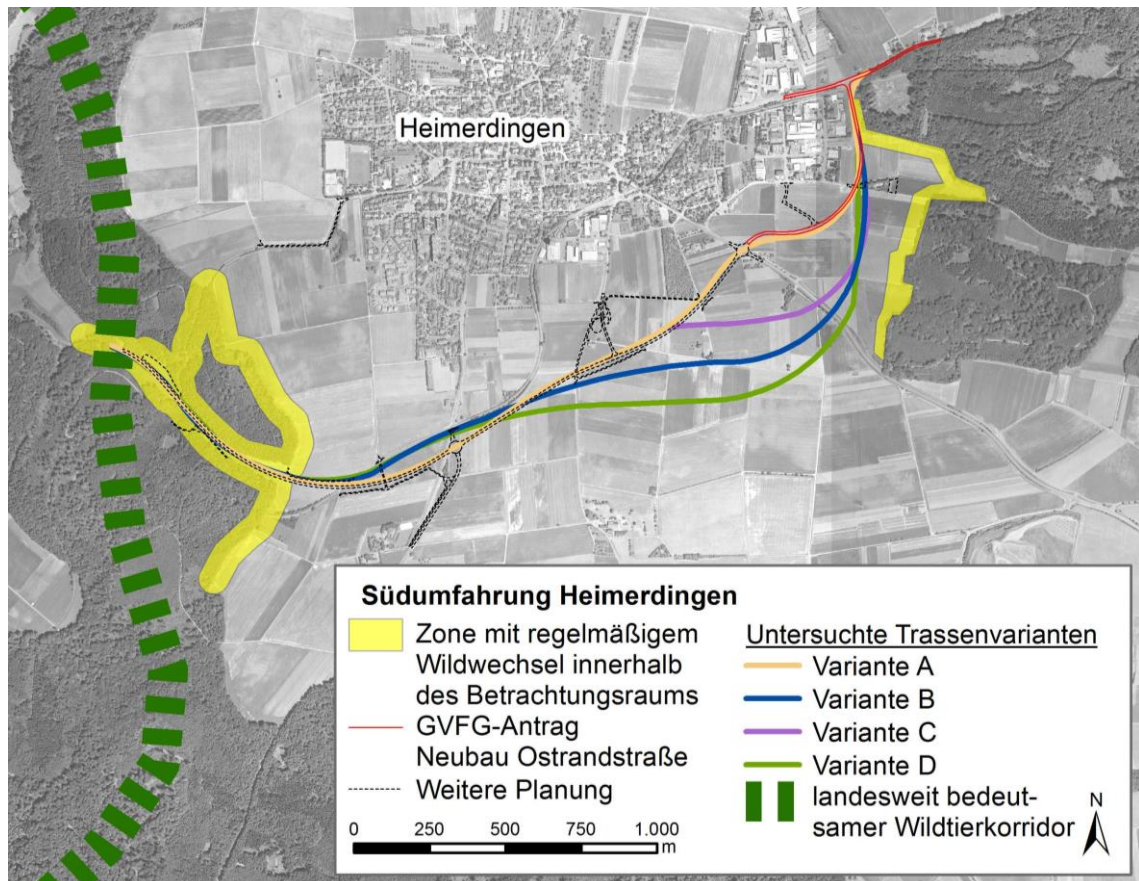 Heimerdingen
Südumfahrung Heimerdingen
Zone mit regelmäßigem
Wildwechsel innerhalb
des Betrachtungsraums
GVFG-Antrag
Neubau Ostrandstraße
Weitere Planung
0 250 500 750 1.000
m
Untersuchte Trassenvarianten
Variante A
Variante B
Variante C
Variante D
landesweit bedeut-
samer Wildtierkorridor
N